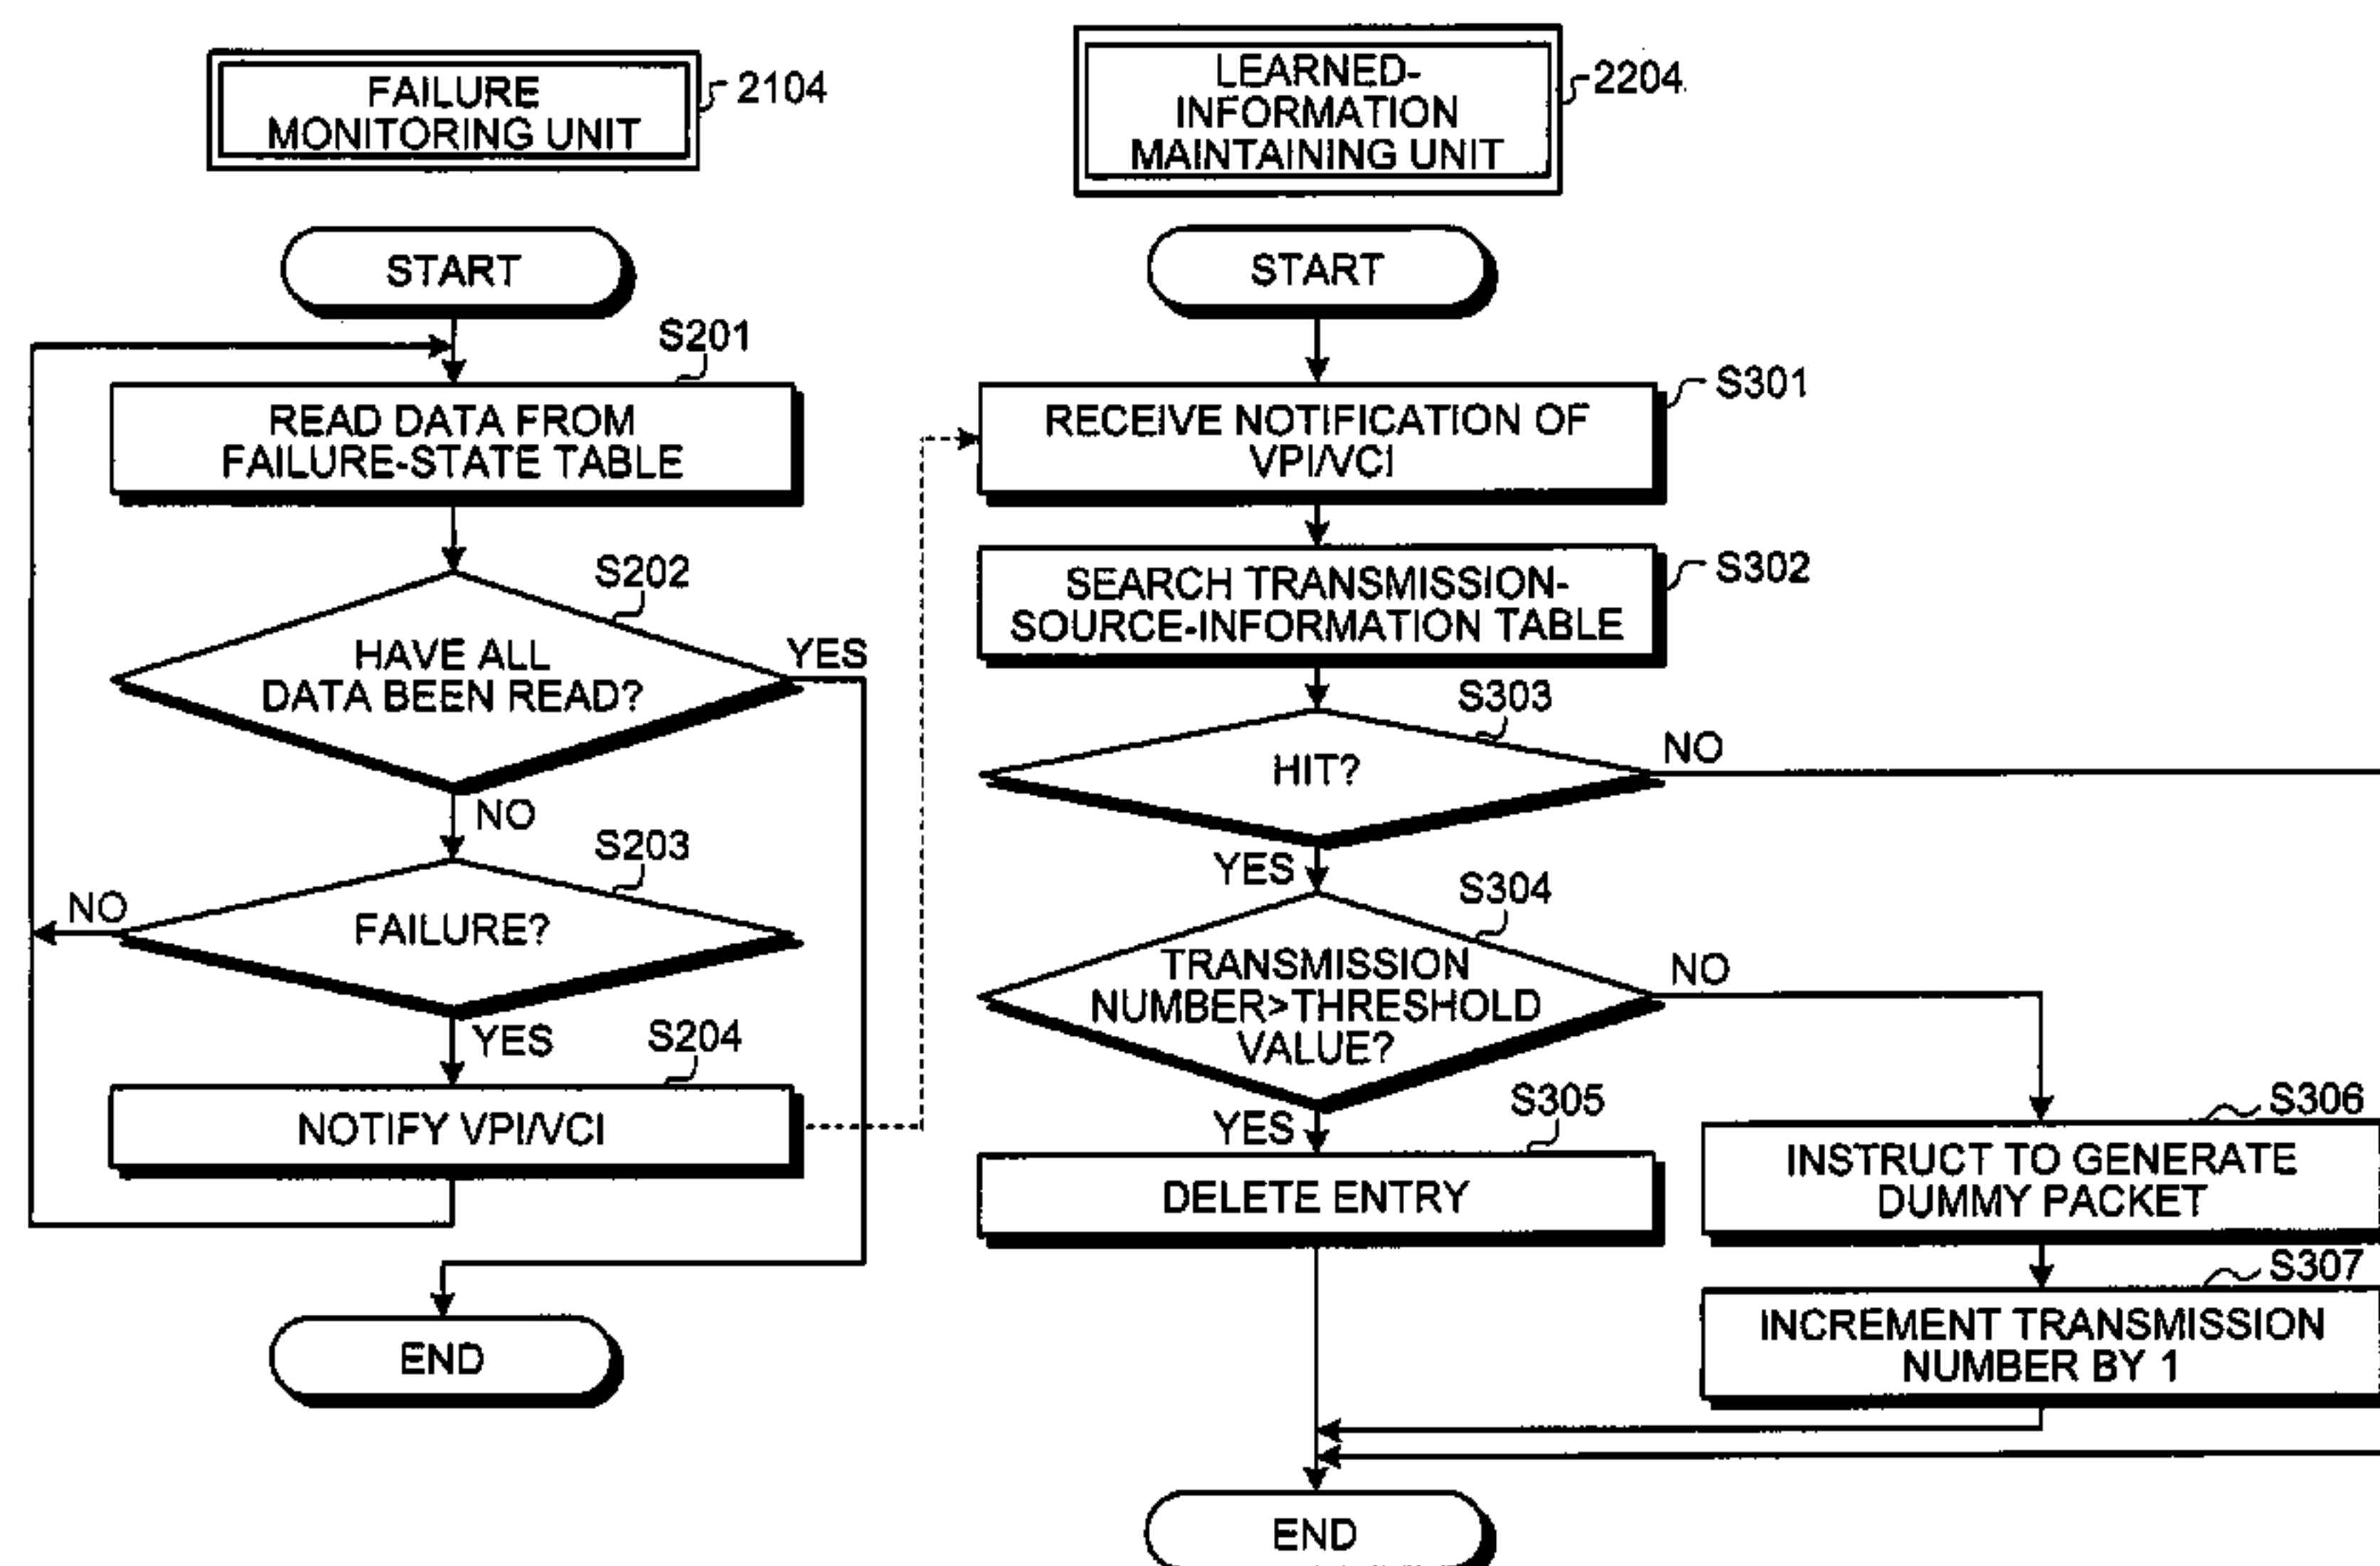 FAILURE
MONITORING UNIT
2104
START
S201
READ DATA FROM
FAILURE-STATE TABLE
S202
HAVE ALL
DATA BEEN READ?
YES
NO
S203
FAILURE?
NO
YES
S204
NOTIFY VPI/VCI
END
LEARNED-
INFORMATION
MAINTAINING UNIT
2204
START
S301
RECEIVE NOTIFICATION OF
VPI/VCI
S302
SEARCH TRANSMISSION-
SOURCE-INFORMATION TABLE
S303
HIT?
NO
YES
S304
TRANSMISSION
NUMBER>THRESHOLD
VALUE?
NO
YES
S305
DELETE ENTRY
S306
INSTRUCT TO GENERATE
DUMMY PACKET
S307
INCREMENT TRANSMISSION
NUMBER BY 1
END